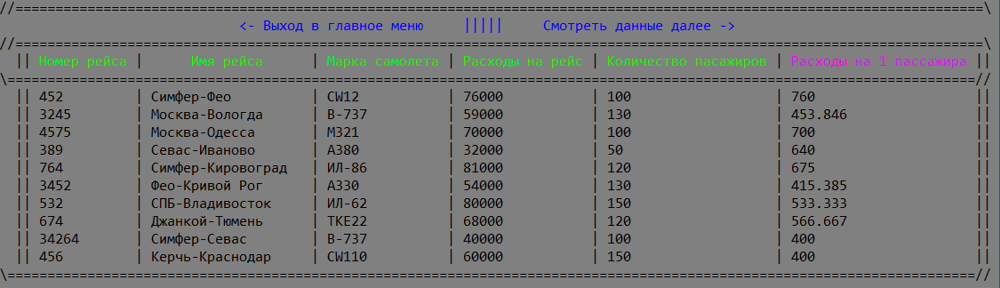 //=========================================================================================================================\
<- Выход в главное меню     |||||     Смотреть данные далее ->
//=========================================================================================================================\
|| Номер рейса |      Имя рейса      | Марка самолета | Расходы на рейс | Количество пасажиров | Расходы на 1 пассажира ||
\=========================================================================================================================//
|| 452         | Симфер-Фео          | CW12           | 76000           | 100                  | 760                    ||
|| 3245        | Москва-Вологда      | В-737          | 59000           | 130                  | 453.846                ||
|| 4575        | Москва-Одесса       | М321           | 70000           | 100                  | 700                    ||
|| 389         | Севас-Иваново       | А380           | 32000           | 50                   | 640                    ||
|| 764         | Симфер-Кировоград   | ИЛ-86          | 81000           | 120                  | 675                    ||
|| 3452        | Фео-Кривой Рог      | А330           | 54000           | 130                  | 415.385                ||
|| 532         | СПБ-Владивосток     | ИЛ-62          | 80000           | 150                  | 533.333                ||
|| 674         | Джанкой-Тюмень      | TKE22          | 68000           | 120                  | 566.667                ||
|| 34264       | Симфер-Севас        | В-737          | 40000           | 100                  | 400                    ||
|| 456         | Керчь-Краснодар     | CW110          | 60000           | 150                  | 400                    ||
\=========================================================================================================================//